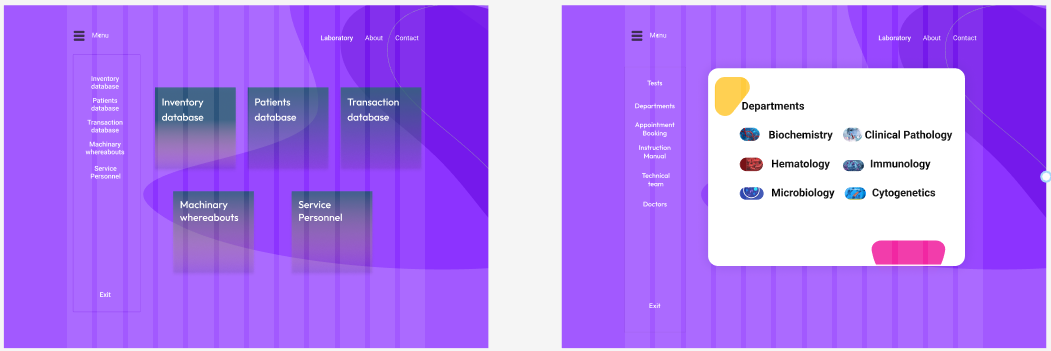 Menu
Laboratory About Contact
Inventory
database
Patients
database
Transaction
database
Machinary
whereabouts
Service
Personnel
Exit
Inventory
database
Patients
database
Transaction
database
Machinary
whereabouts
Service
Personnel
Menu
Laboratory About Contact
Tests
Departments
Appointment
Booking
Instruction
Manual
Technical
team
Doctors
Exit
Departments
Biochemistry Clinical Pathology
Hematology Immunology
Microbiology Cytogenetics